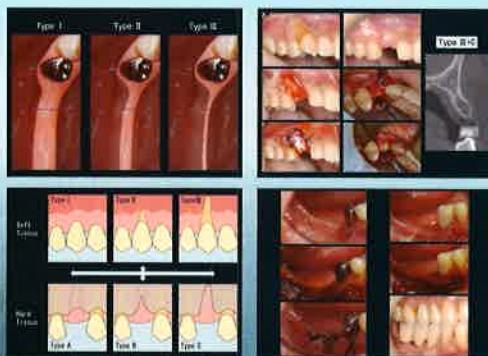 Type I Type II Type III
Type III+C
Type I Type II Type III
Soft
Tissue
Hard
Tissue
Type A Type B Type C